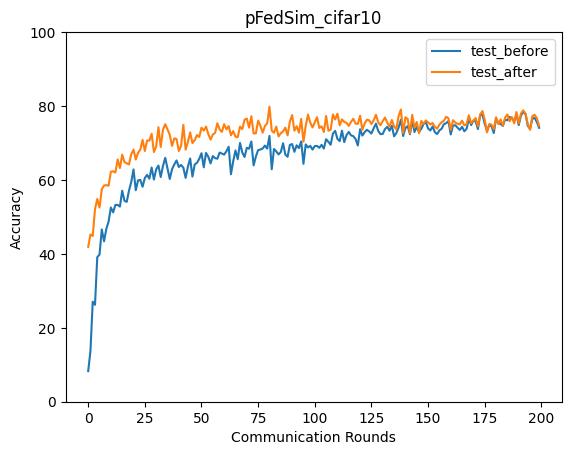 pFedSim_cifar10
test_before
test_after
100
80
60
40
20
0
Accuracy
0 25 50 75 100 125 150 175 200
Communication Rounds